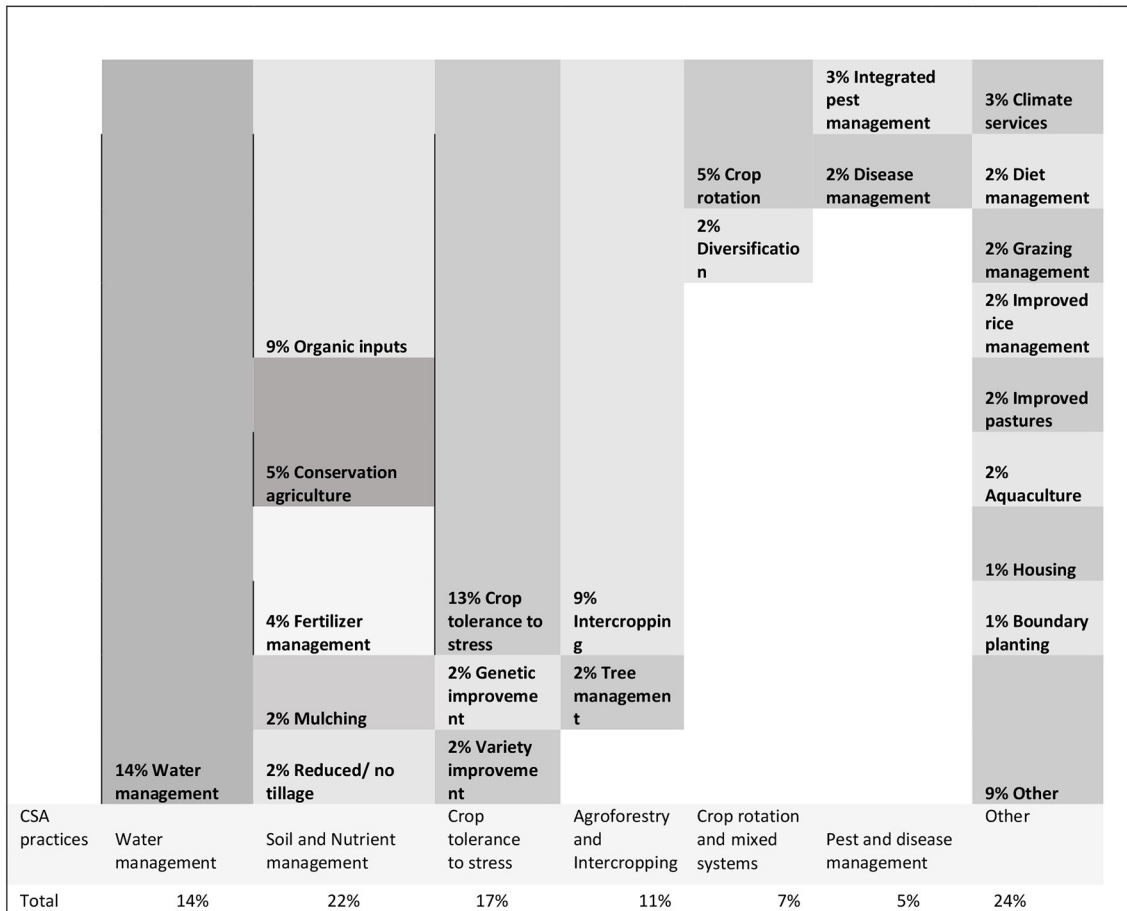 3% Integrated
pest
management
3% Climate
services
5% Crop
rotation
2% Disease
management
2% Diet
management
2%
Diversificatio
n
2% Grazing
management
9% Organic inputs
2% Improved
rice
management
2% Improved
pastures
5% Conservation
agriculture
2%
Aquaculture
1% Housing
4% Fertilizer
management
13% Crop
tolerance to
stress
9%
Intercroppin
g
1% Boundary
planting
2% Mulching
2% Genetic
improveme
nt
2% Tree
managemen
t
14% Water
management
2% Reduced/ no
tillage
2% Variety
improveme
nt
9% Other
CSA
practices
Water
management
Soil and Nutrient
management
Crop
tolerance
to stress
Agroforestry
and
Intercropping
Crop rotation
and mixed
systems
Pest and disease
management
Other
Total 14% 22% 17% 11% 7% 5% 24%